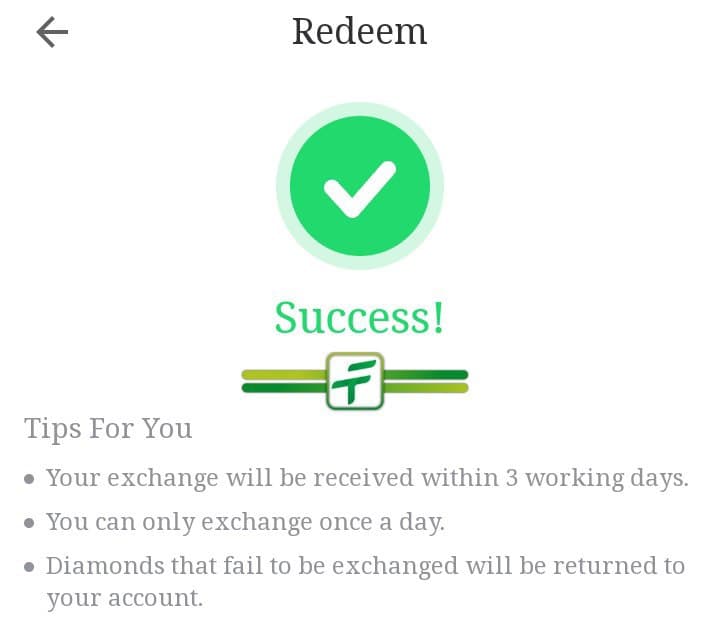 Redeem
Success!
Tips For You
Your exchange will be received within 3 working days.
You can only exchange once a day.
Diamonds that fail to be exchanged will be returned to
your account.